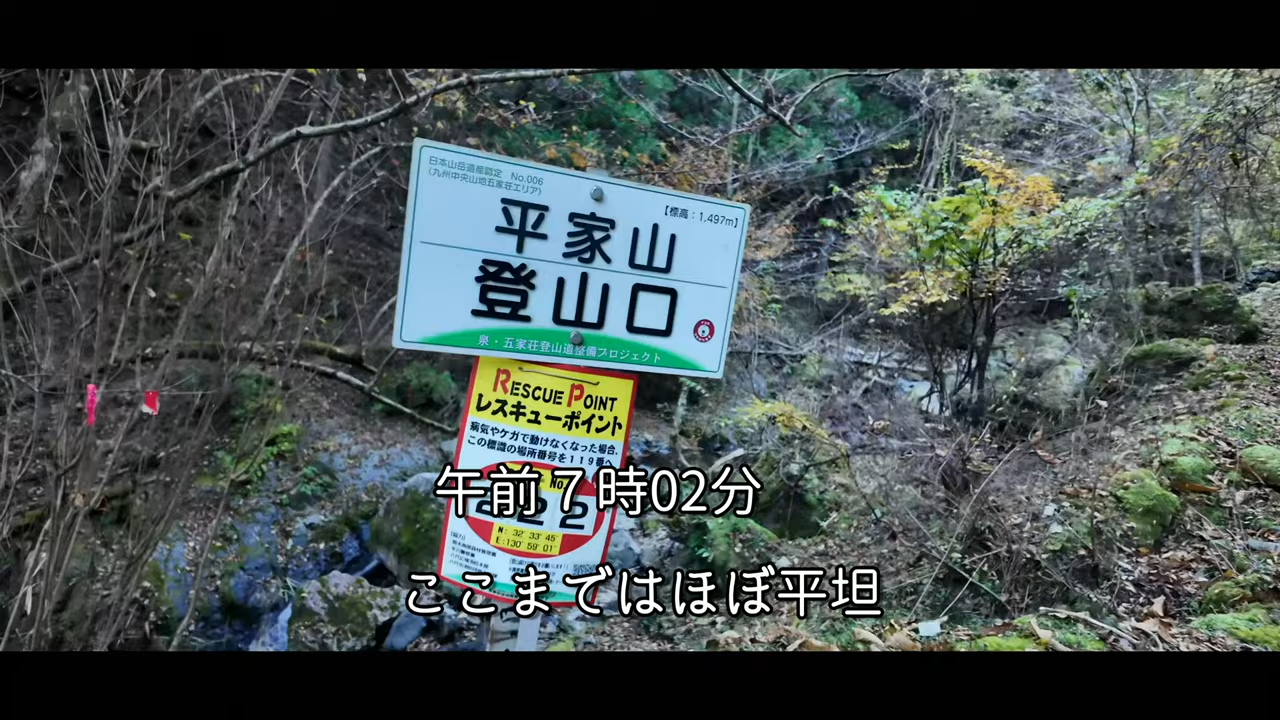 日本山岳遺産認定 No.006
(九州中央山地五家荘エリア)
【標高：1,497m】
平家山
登山口
泉・五家荘登山道整備プロジェクト
RESCUE POINT
レスキューポイント
病気やケガで動けなくなった場合、
この標識の場所番号を119番へ
午前７時02分
N: 32° 33' 45"
E:130° 59' 01"
ここまではほぼ平坦